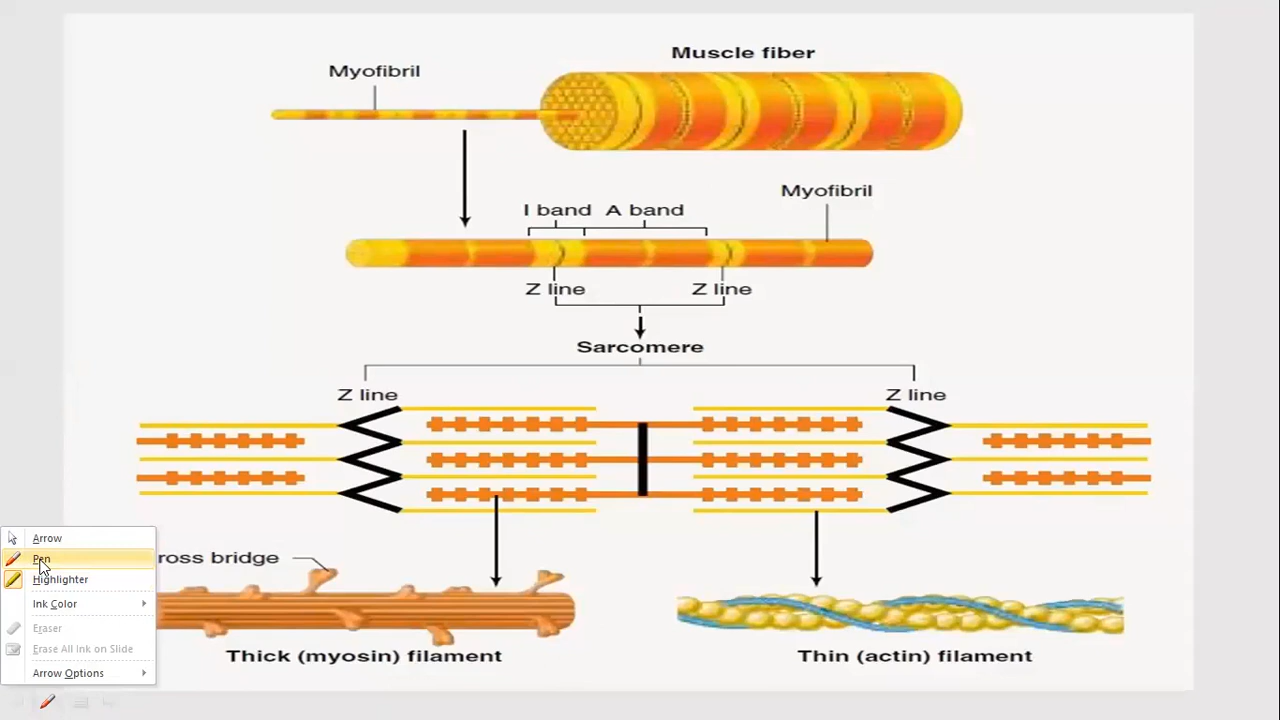 Muscle fiber
Myofibril
Myofibril
I band A band
Z line Z line
Sarcomere
Z line Z line
Arrow
Pen
ross bridge
Highlighter
Ink Color
Eraser
Erase All Ink on Slide
Thick (myosin) filament Thin (actin) filament
Arrow Options